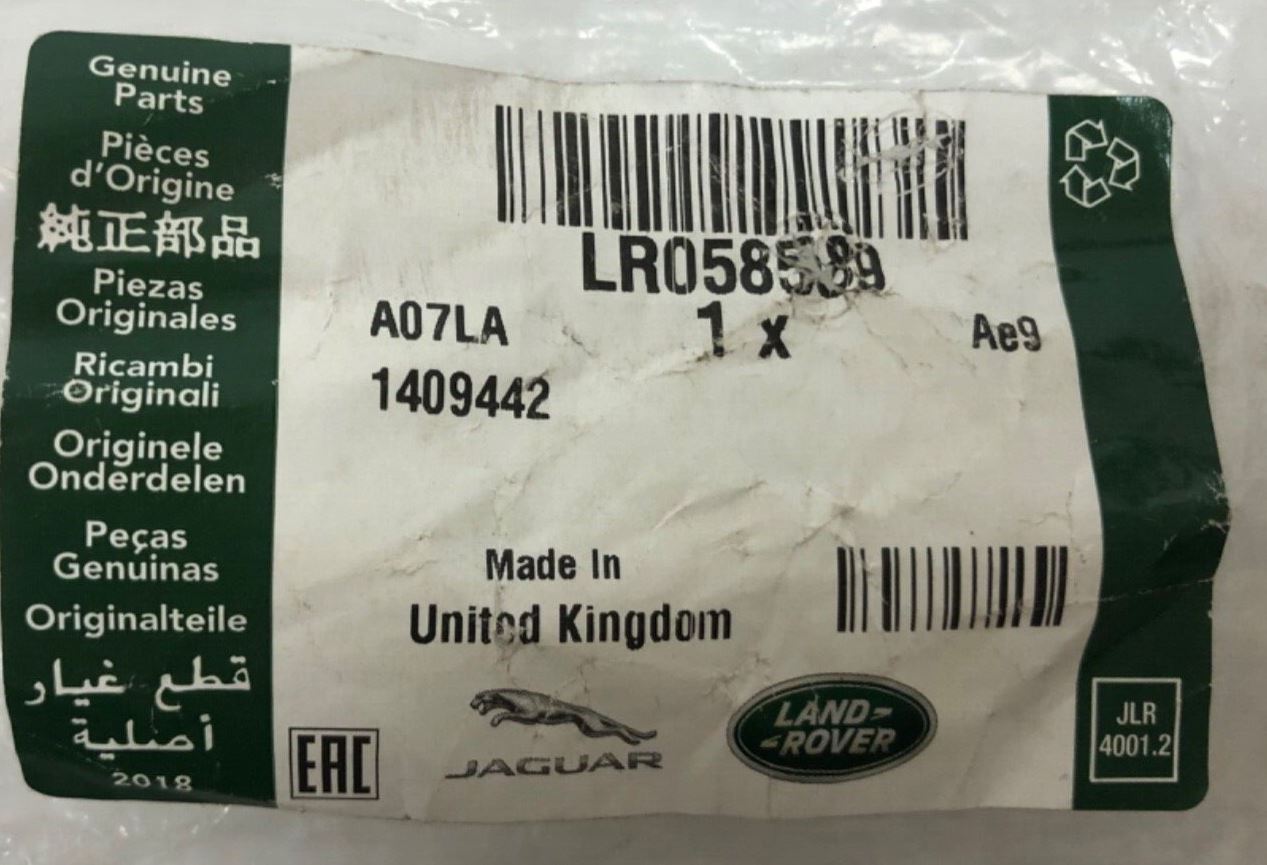 Genuine
Parts
Pièces
d'Origine
純正部品
Piezas
Originales
Ricambi
Originali
Originele
Onderdelen
Peças
Genuinas
Originalteile
قطع غيار
أصلية
2018
A07LA
1 x
Ae9
1409442
Made In
United Kingdom
EAC
JAGUAR
LAND-
-ROVER
JLR
4001.2